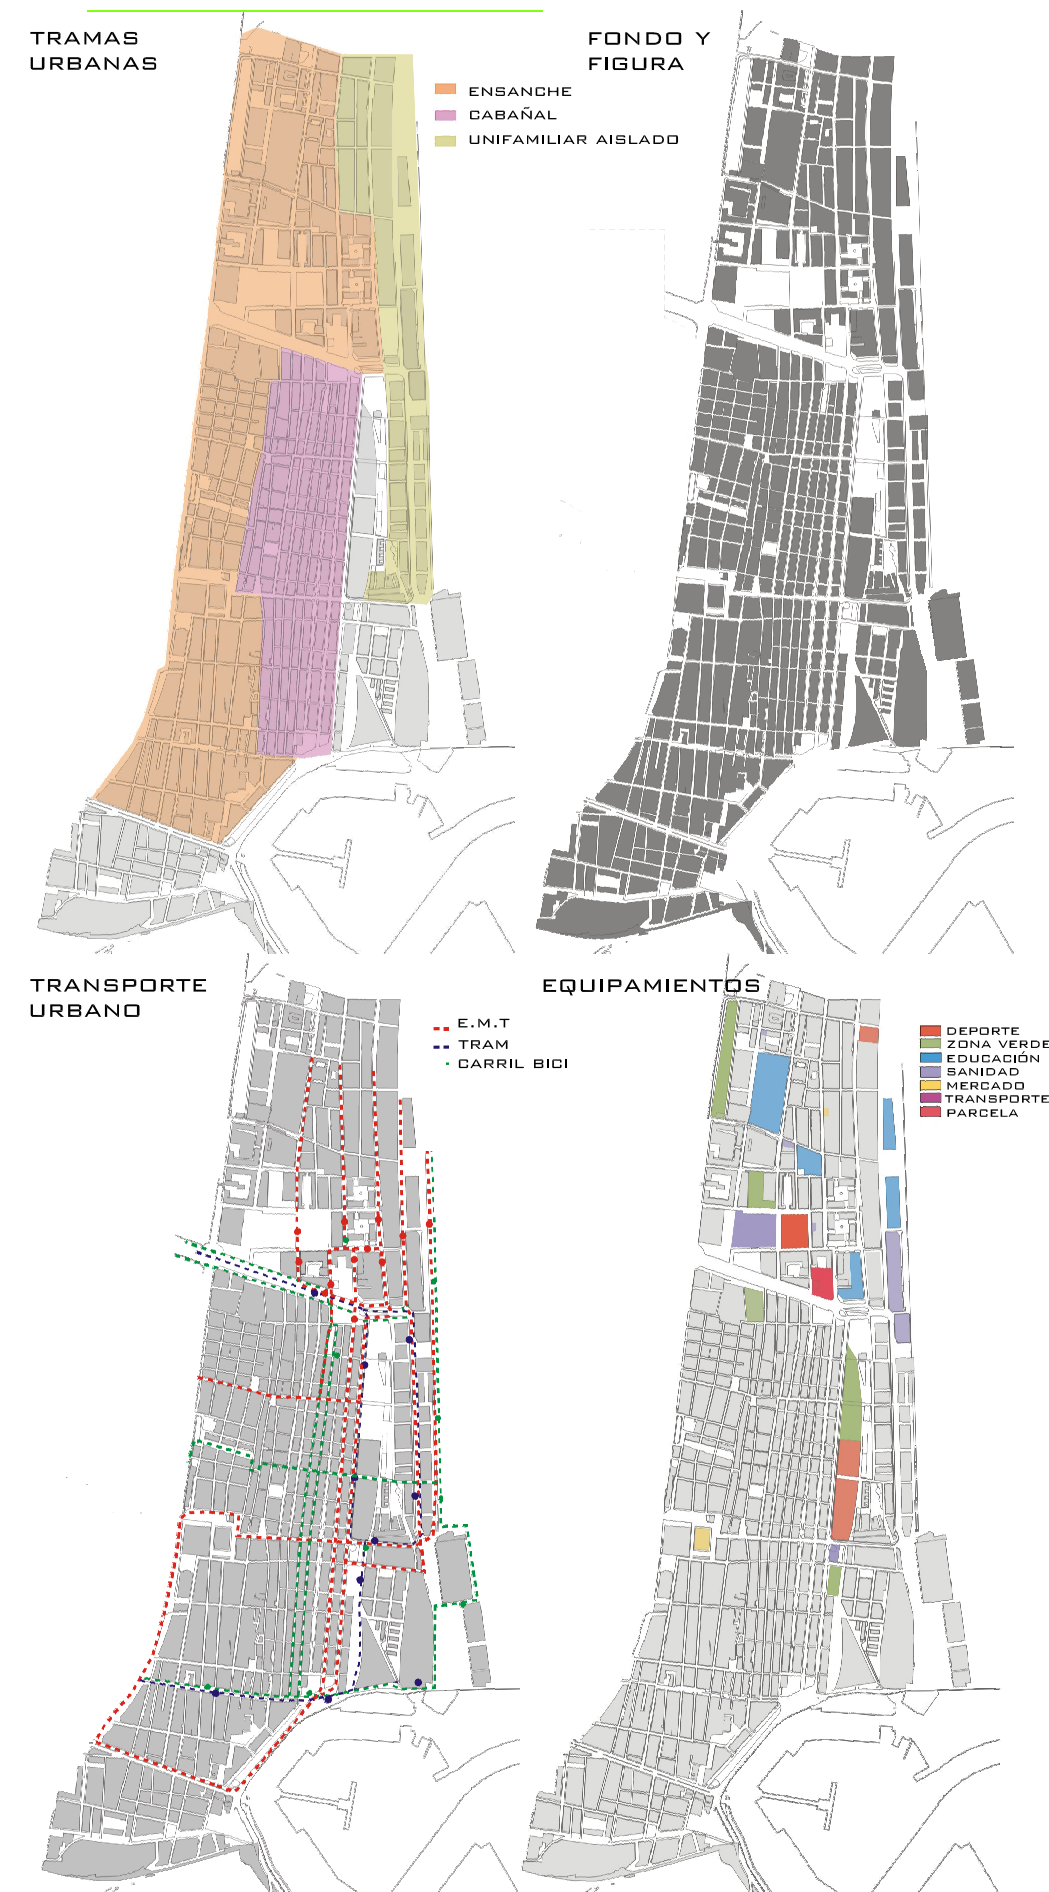 TRAMAS
URBANAS
ENSANCHE
CABAÑAL
UNIFAMILIAR AISLADO
FONDO Y
FIGURA
TRANSPORTE
URBANO
E.M.T
TRAM
CARRIL BICI
EQUIPAMIENTOS
DEPORTE
ZONA VERDE
EDUCACIÓN
SANIDAD
MERCADO
TRANSPORTE
PARCELA